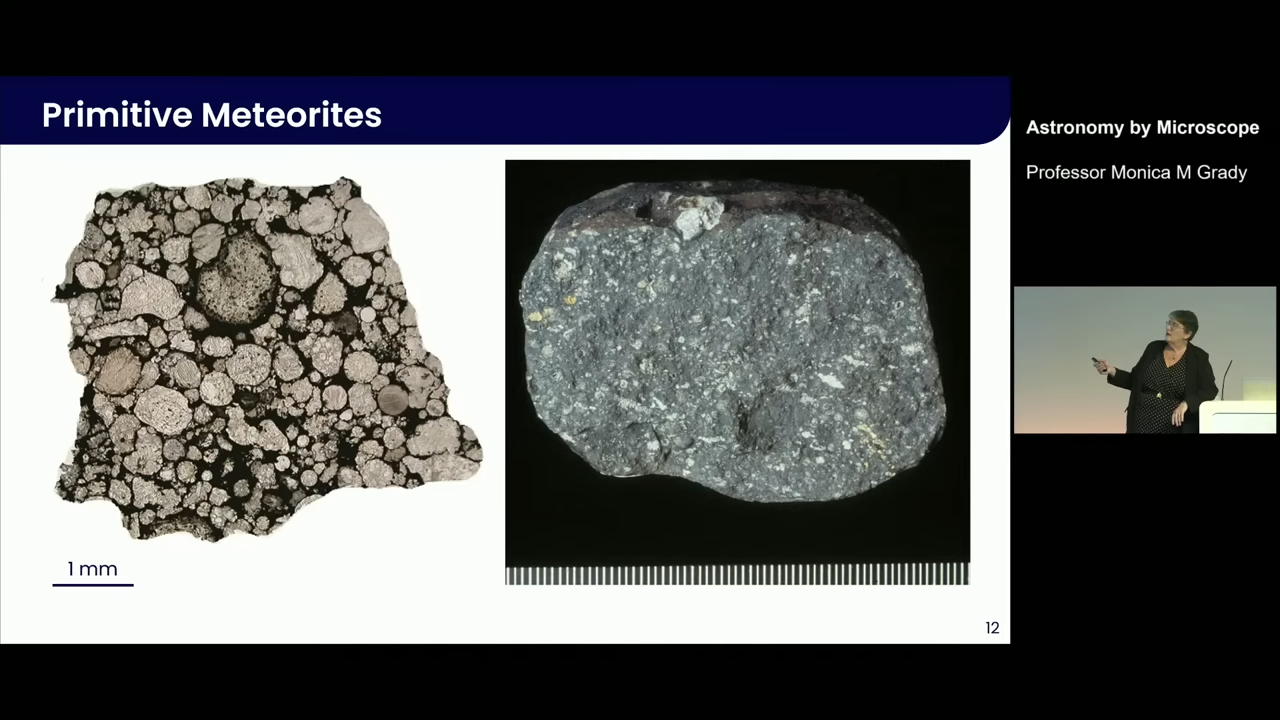 Primitive Meteorites
1 mm
12
Astronomy by Microscope
Professor Monica M Grady